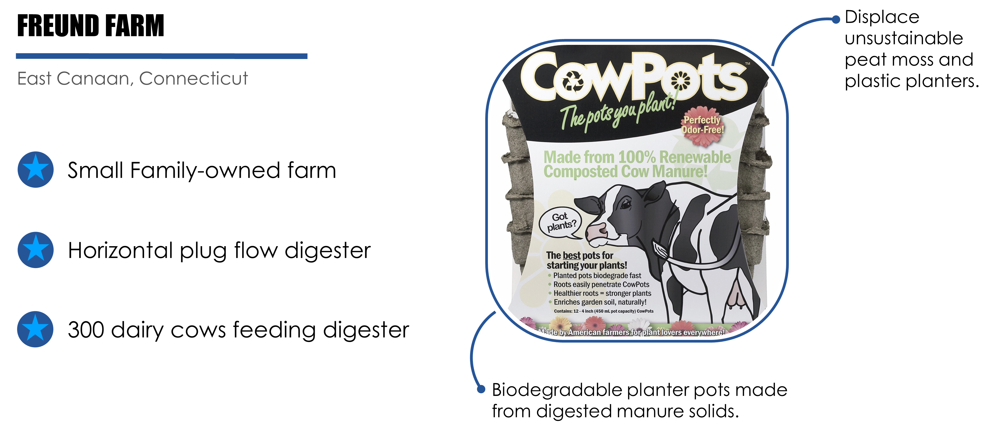 FREUND FARM
East Canaan, Connecticut
Small Family-owned farm
Horizontal plug flow digester
300 dairy cows feeding digester
CowPots™
The pots you plant!
Perfectly
Odor-Free!
Made from 100% Renewable
Composted Cow Manure!
Got
plants?
The best pots for
starting your plants!
• Planted pots biodegrade fast
• Roots easily penetrate CowPots
• Healthier roots = stronger plants
• Enriches garden soil, naturally!
Contains: 12 - 4 inch (450 mL pot capacity) CowPots
Made by American farmers for plant lovers everywhere!
Displace
unsustainable
peat moss and
plastic planters.
Biodegradable planter pots made
from digested manure solids.